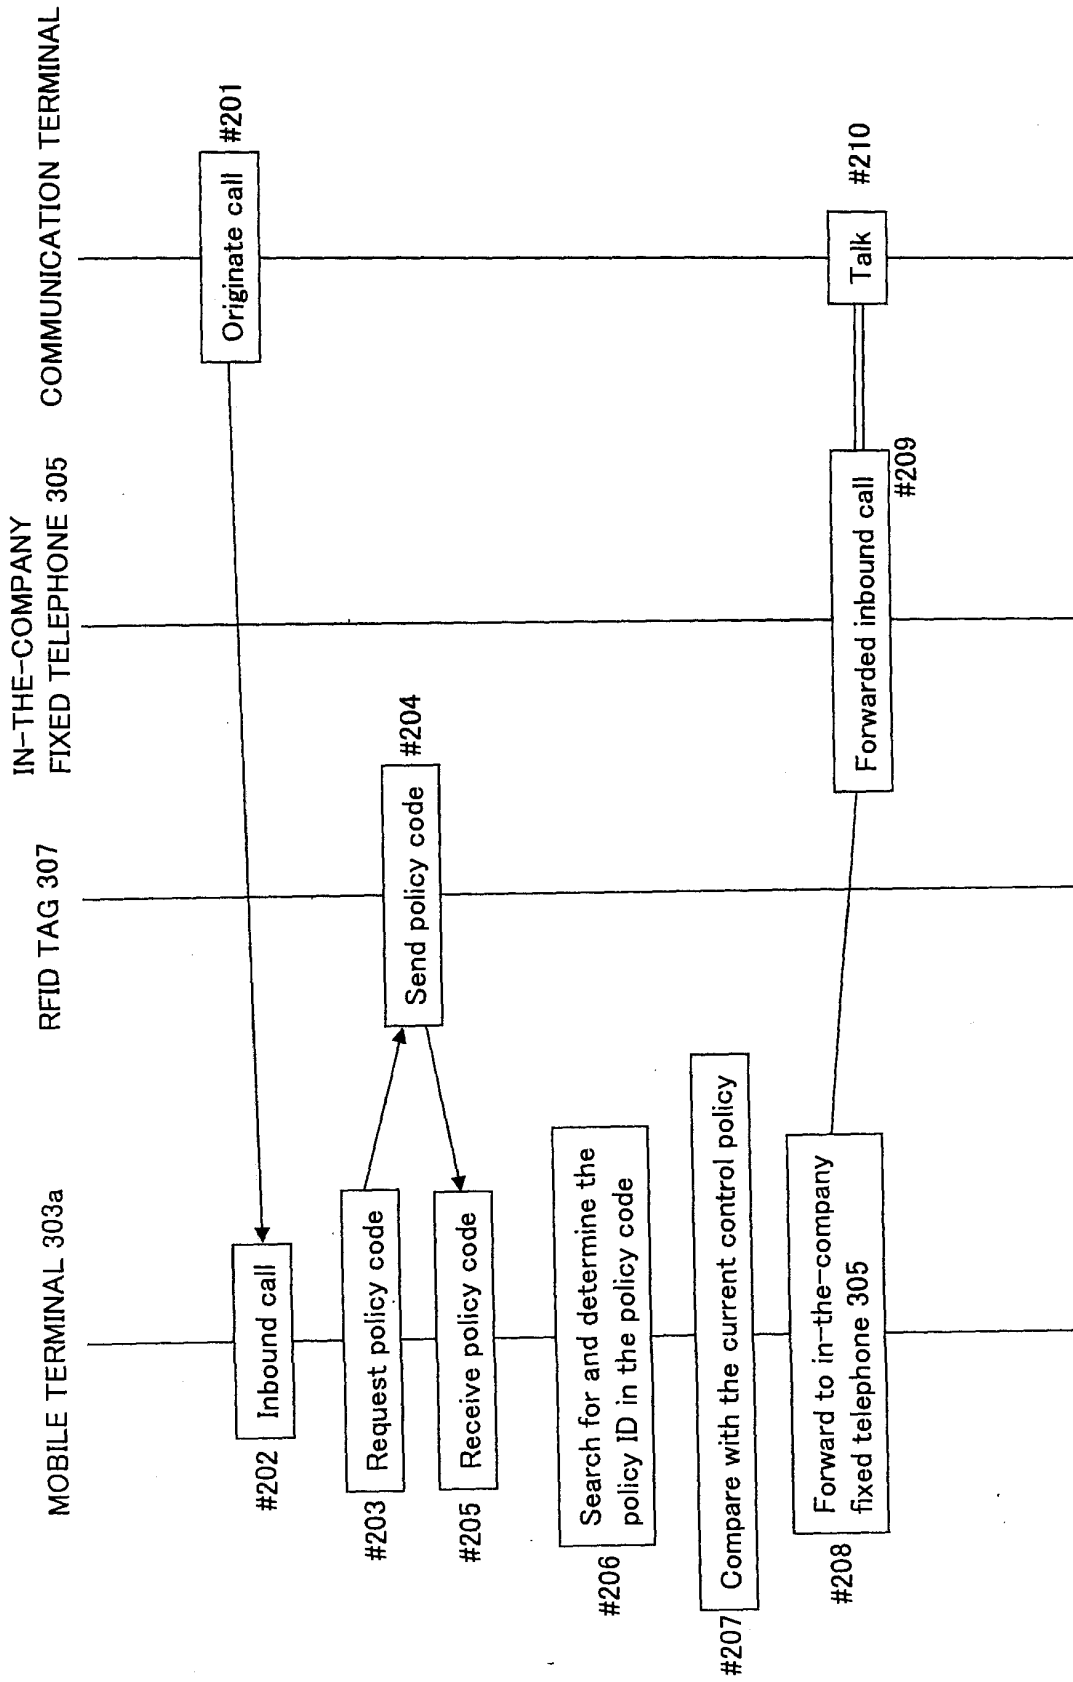 MOBILE TERMINAL 303a
RFID TAG 307
IN-THE-COMPANY
FIXED TELEPHONE 305
COMMUNICATION TERMINAL
Originate call
#201
#202
Inbound call
#203
Request policy code
Send policy code
#204
#205
Receive policy code
#206
Search for and determine the
policy ID in the policy code
#207
Compare with the current control policy
#208
Forward to in-the-company
fixed telephone 305
Forwarded inbound call
#209
Talk
#210